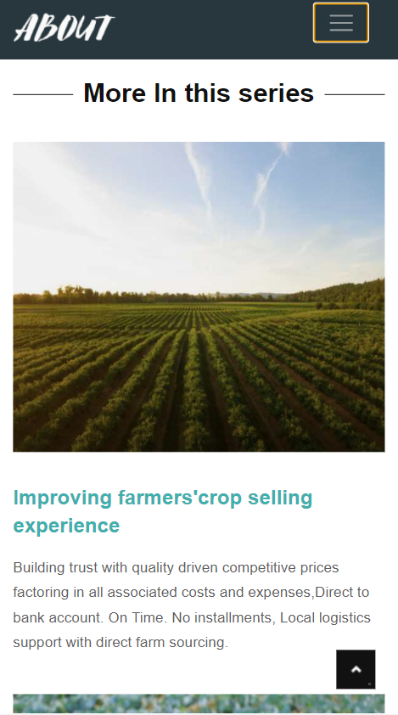 ABOUT
More In this series
Improving farmers'crop selling
experience
Building trust with quality driven competitive prices
factoring in all associated costs and expenses,Direct to
bank account. On Time. No installments, Local logistics
support with direct farm sourcing.